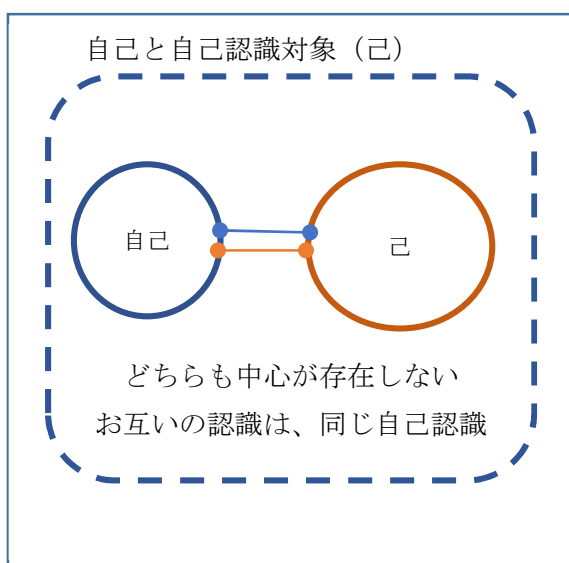 自己と自己認識対象（己）
自己
己
どちらも中心が存在しない
お互いの認識は、同じ自己認識